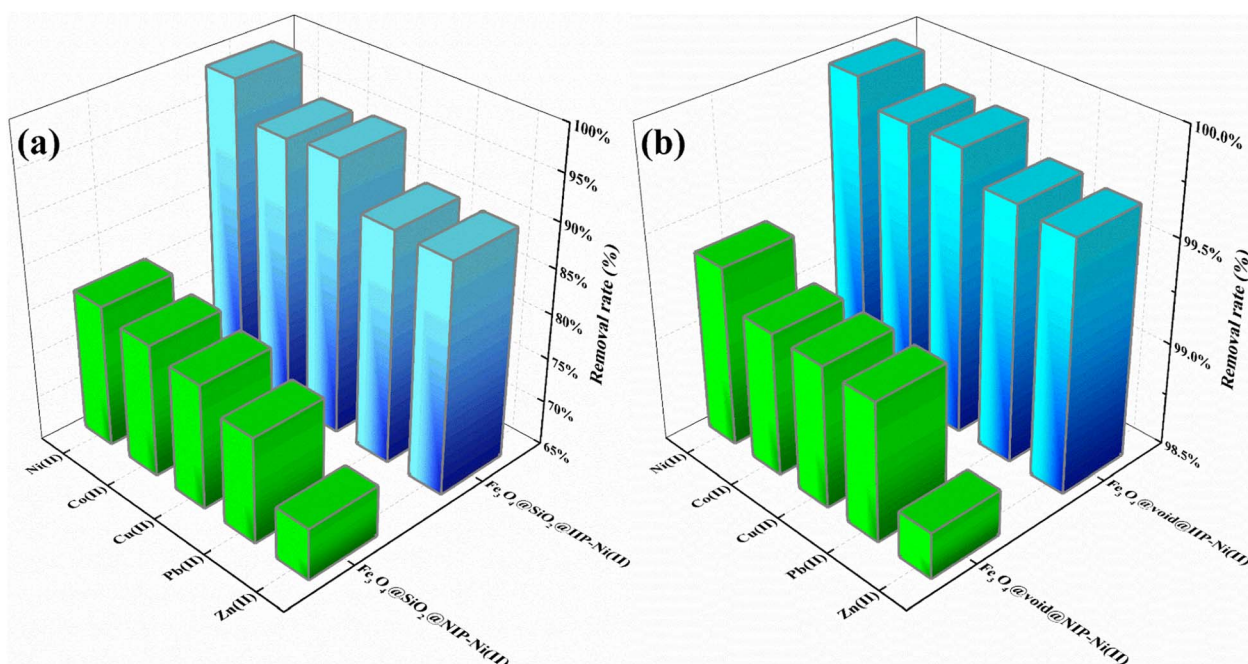 (a)
100%
95%
90%
85%
80%
75%
70%
65%
Removal rate (%)
Ni(II)
Co(II)
Cu(II)
Pb(II)
Zn(II)
Fe3O4@SiO2@IIP-Ni(II)
Fe3O4@SiO2@NIP-Ni(II)
(b)
100.0%
99.5%
99.0%
98.5%
Removal rate (%)
Ni(II)
Co(II)
Cu(II)
Pb(II)
Zn(II)
Fe3O4@void@IIP-Ni(II)
Fe3O4@void@NIP-Ni(II)